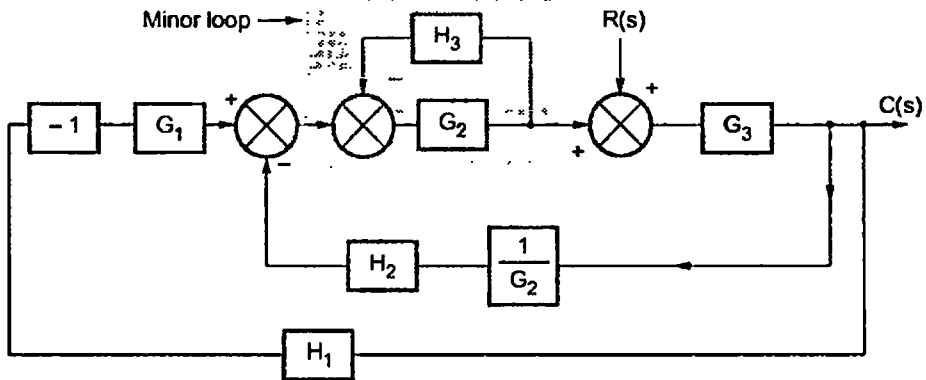 Minor loop
H3
R(s)
+
−
+
C(s)
− 1
G1
G2
G3
−
+
H2
1
G2
H1